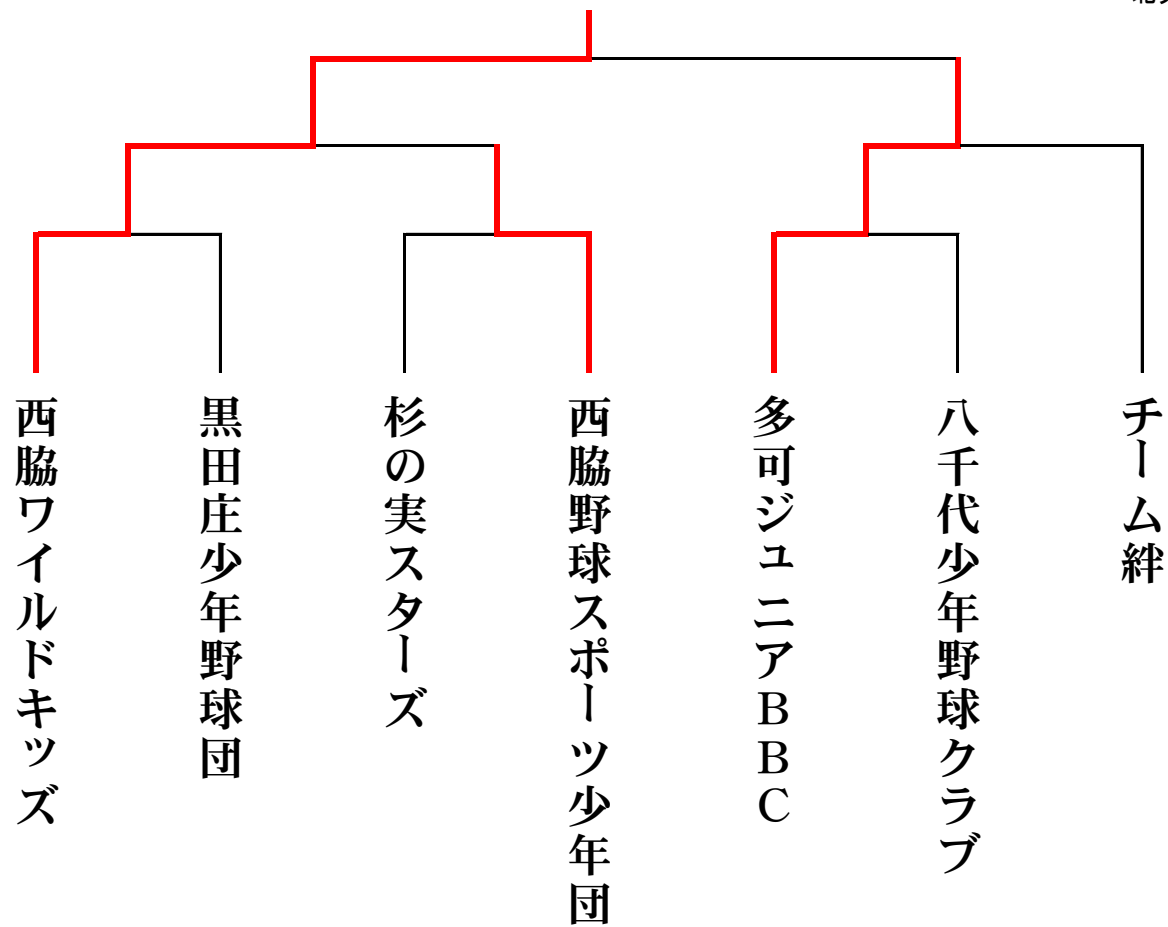 西脇ワイルドキッズ
黒田庄少年野球団
杉の実スターズ
西脇野球スポーツ少年団
多可ジュニアBBC
八千代少年野球クラブ
チーム絆